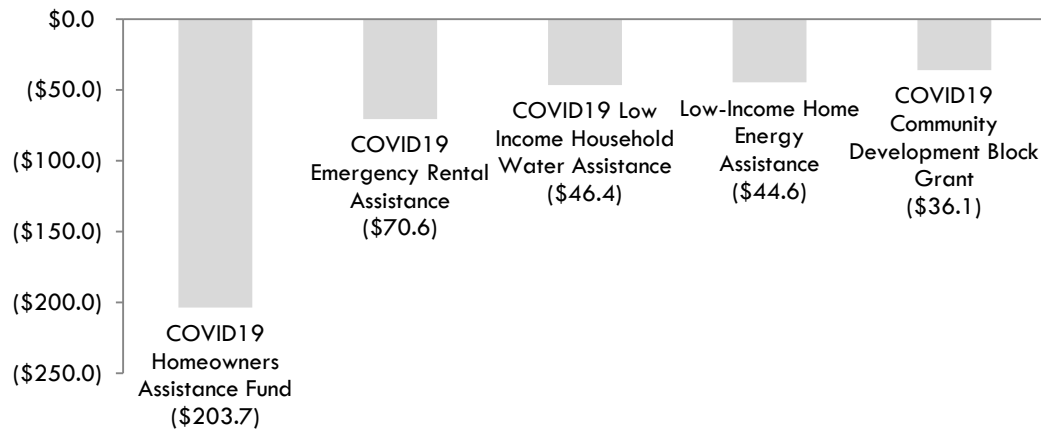 $0.0
($50.0)
($100.0)
($150.0)
($200.0)
($250.0)
COVID19
Homeowners
Assistance Fund
($203.7)
COVID19
Emergency Rental
Assistance
($70.6)
COVID19 Low
Income Household
Water Assistance
($46.4)
Low-Income Home
Energy
Assistance
($44.6)
COVID19
Community
Development Block
Grant
($36.1)